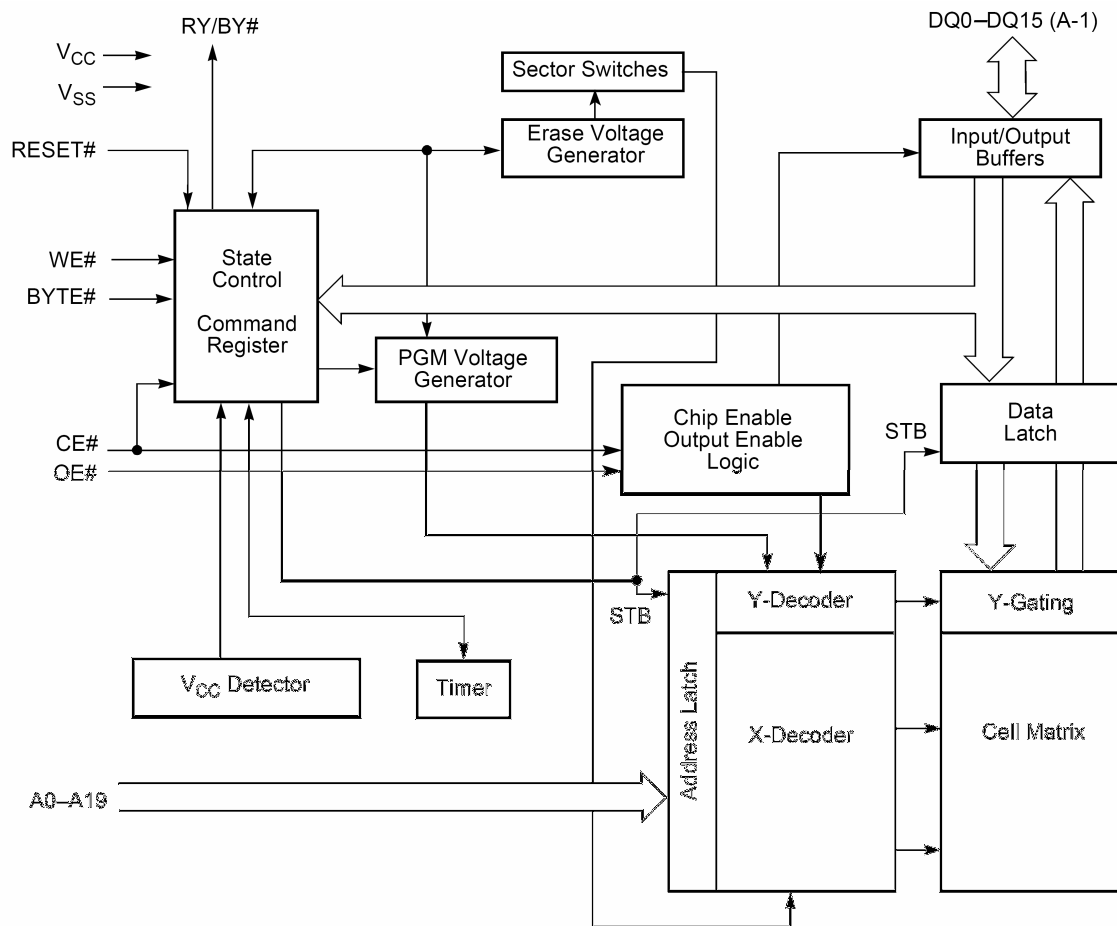 RY/BY#
DQ0–DQ15 (A-1)
VCC
VSS
Sector Switches
RESET#
Erase Voltage
Generator
Input/Output
Buffers
WE#
BYTE#
State
Control
Command
Register
PGM Voltage
Generator
Chip Enable
Output Enable
Logic
STB
Data
Latch
CE#
OE#
STB
Y-Decoder
Y-Gating
VCC Detector
Timer
Address Latch
X-Decoder
Cell Matrix
A0–A19